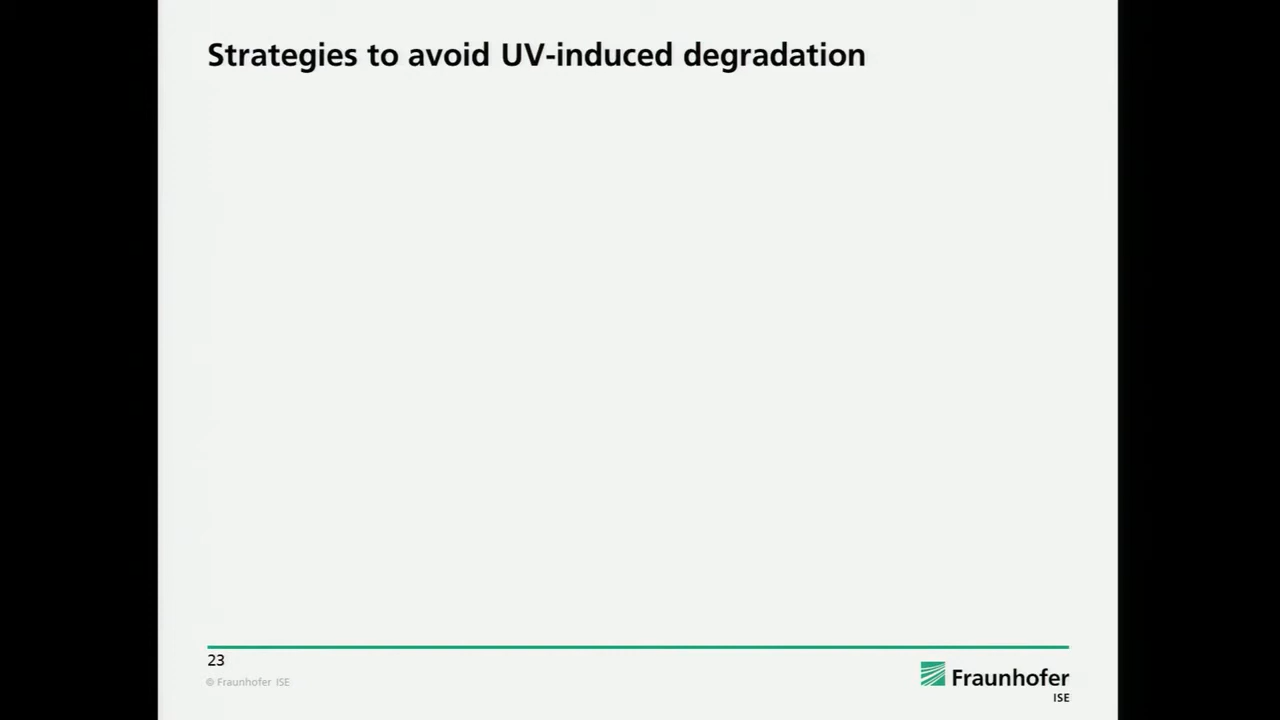 Strategies to avoid UV-induced degradation
23
© Fraunhofer ISE
Fraunhofer
ISE